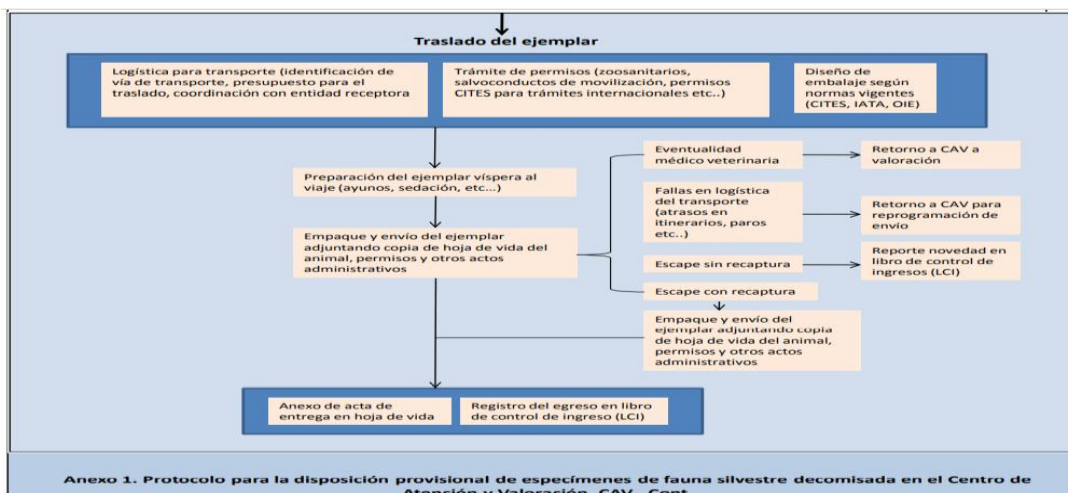 Traslado del ejemplar
Logística para transporte (identificación de
vía de transporte, presupuesto para el
traslado, coordinación con entidad receptora
Trámite de permisos (zoosanitarios,
salvoconductos de movilización, permisos
CITES para trámites internacionales etc..)
Diseño de
embalaje según
normas vigentes
(CITES, IATA, OIE)
Preparación del ejemplar víspera al
viaje (ayunos, sedación, etc...)
Empaque y envío del ejemplar
adjuntando copia de hoja de vida del
animal, permisos y otros actos
administrativos
Eventualidad
médico veterinaria
Retorno a CAV a
valoración
Fallas en logística
del transporte
(atrasos en
itinerarios, paros
etc..)
Retorno a CAV para
reprogramación de
envio
Escape sin recaptura
Reporte novedad en
libro de control de
ingresos (LCI)
Escape con recaptura
Empaque y envío del
ejemplar adjuntando copia
de hoja de vida del animal,
permisos y otros actos
administrativos
Anexo de acta de
entrega en hoja de vida
Registro del egreso en libro
de control de ingreso (LCI)
Anexo 1. Protocolo para la disposición provisional de especímenes de fauna silvestre decomisada en el Centro de
Atención y Valoración, CAV. Cont.